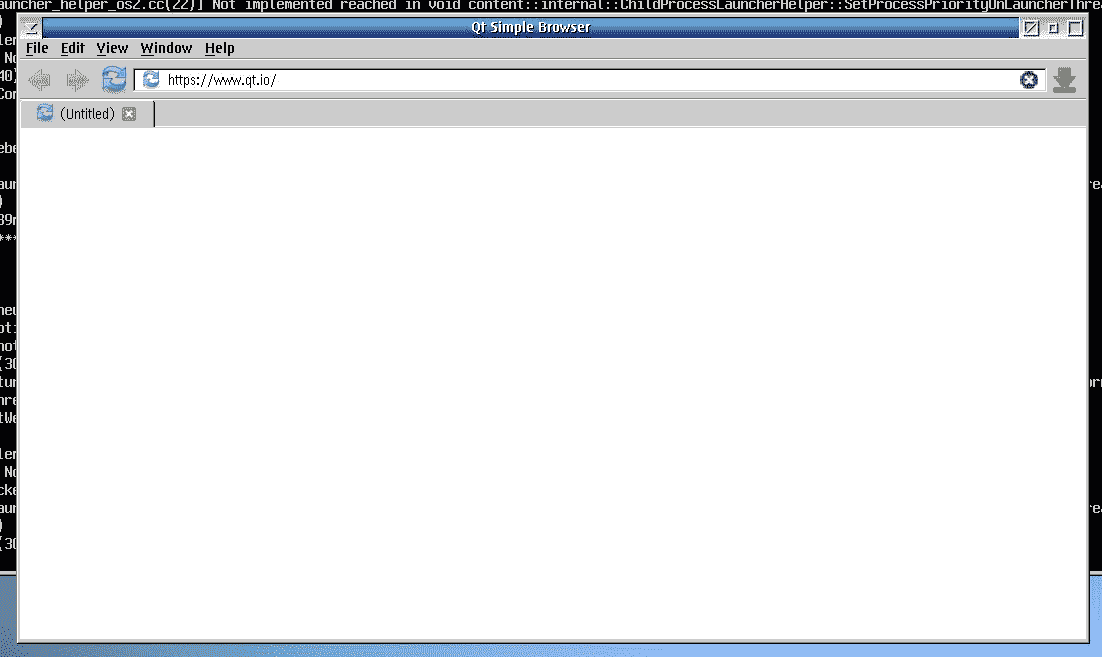 auncher_helper_os2.cc(22)] Not implemented reached in void content::internal::ChildProcessLauncherHelper::SetProcessPriorityOnLauncherThrea
Qt Simple Browser
File Edit View Window Help
https://www.qt.io/
(Untitled)